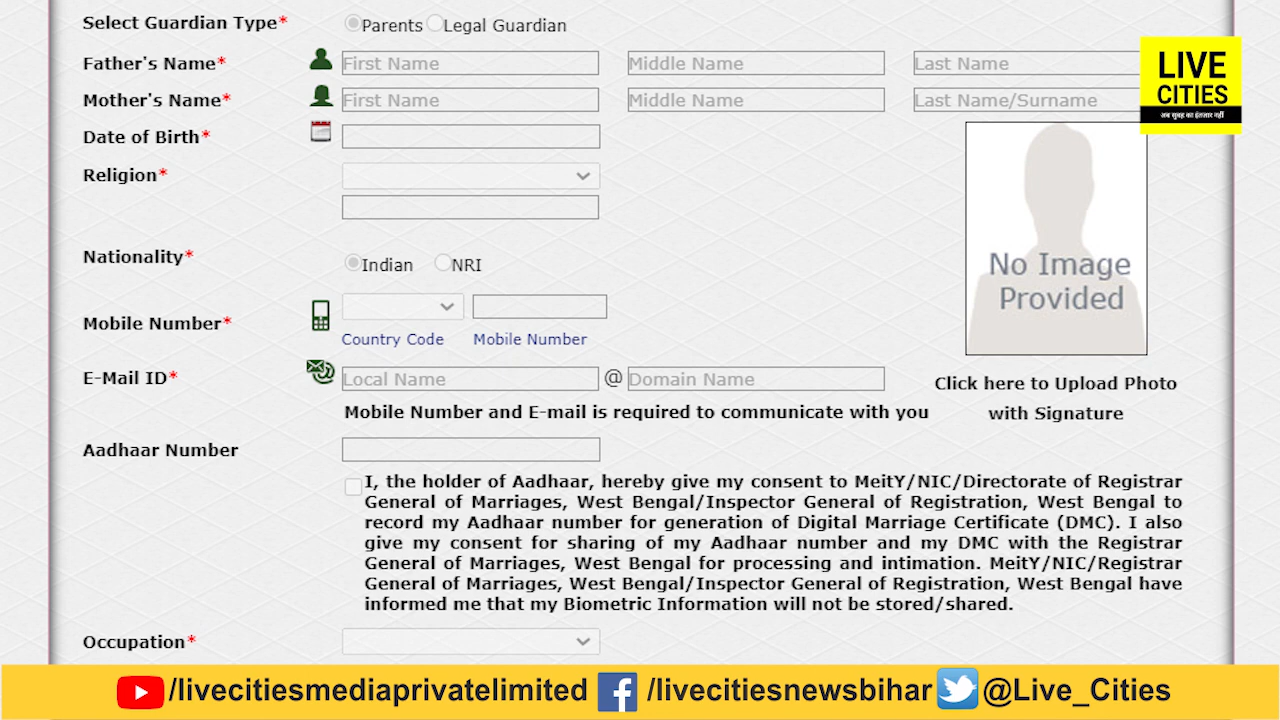 Select Guardian Type* Parents Legal Guardian
Father's Name* First Name Middle Name Last Name
Mother's Name* First Name Middle Name Last Name/Surname
LIVE
CITIES
अब सुबह का इंतजार नहीं
Date of Birth*
Religion*
Nationality* Indian NRI
No Image
Provided
Mobile Number*
Country Code Mobile Number
E-Mail ID* Local Name @ Domain Name
Click here to Upload Photo
with Signature
Mobile Number and E-mail is required to communicate with you
Aadhaar Number
I, the holder of Aadhaar, hereby give my consent to MeitY/NIC/Directorate of Registrar
General of Marriages, West Bengal/Inspector General of Registration, West Bengal to
record my Aadhaar number for generation of Digital Marriage Certificate (DMC). I also
give my consent for sharing of my Aadhaar number and my DMC with the Registrar
General of Marriages, West Bengal for processing and intimation. MeitY/NIC/Registrar
General of Marriages, West Bengal/Inspector General of Registration, West Bengal have
informed me that my Biometric Information will not be stored/shared.
Occupation*
/livecitiesmediaprivatelimited /livecitiesnewsbihar @Live_Cities